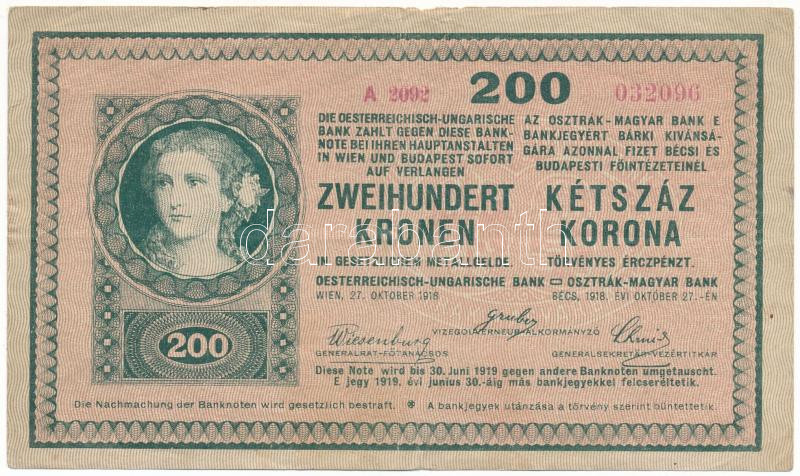 A 2092 200 032096
DIE OESTERREICHISCH-UNGARISCHE
BANK ZAHLT GEGEN DIESE BANK-
NOTE BEI IHREN HAUPTANSTALTEN
IN WIEN UND BUDAPEST SOFORT
AUF VERLANGEN
ZWEIHUNDERT
KRONEN
IN GESETZLICHEM METALLGELDE.
AZ OSZTRÁK-MAGYAR BANK E
BANKJEGYÉRT BÁRKI KIVÁNSÁ-
GÁRA AZONNAL FIZET BÉCSI ÉS
BUDAPESTI FŐINTÉZETEINÉL
KÉTSZÁZ
KORONA
TÖRVÉNYES ÉRCZPÉNZT.
OESTERREICHISCH-UNGARISCHE BANK OSZTRÁK-MAGYAR BANK
WIEN, 27. OKTOBER 1918 BÉCS, 1918. ÉVI OKTÓBER 27.-ÉN
Gruber
VIZEGOUVERNEUR-ALKORMÁNYZÓ
Wiesenburg
GENERALRAT-FŐTANÁCSOS
Schmid
GENERALSEKRETÄR-VEZÉRTITKÁR
200
Diese Note wird bis 30. Juni 1919 gegen andere Banknoten umgetauscht.
E jegy 1919. évi junius 30.-áig más bankjegyekkel felcseréltetik.
Die Nachmachung der Banknoten wird gesetzlich bestraft. * A bankjegyek utánzása a törvény szerint büntettetik.
darabanth